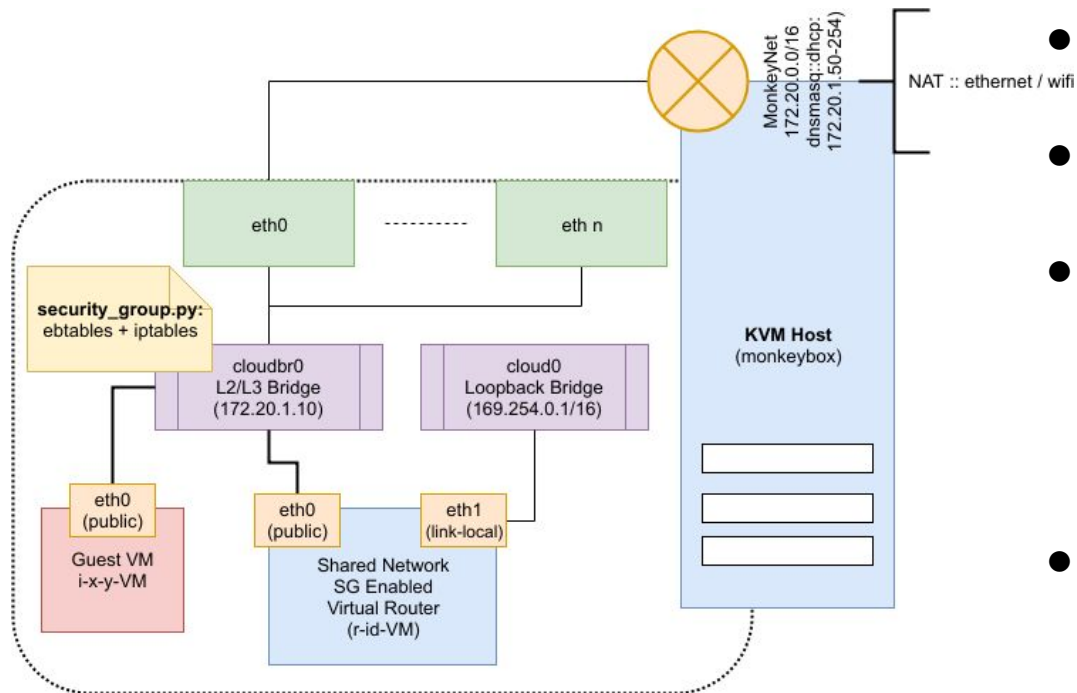 MonkeyNet
172.20.0.0/16
dnsmasq::dhcp:
172.20.1.50-254)
NAT :: ethernet / wifi
eth0
eth n
security_group.py:
ebtables + iptables
cloudbr0
L2/L3 Bridge
(172.20.1.10)
cloud0
Loopback Bridge
(169.254.0.1/16)
KVM Host
(monkeybox)
eth0
(public)
Guest VM
i-x-y-VM
eth0
(public)
eth1
(link-local)
Shared Network
SG Enabled
Virtual Router
(r-id-VM)